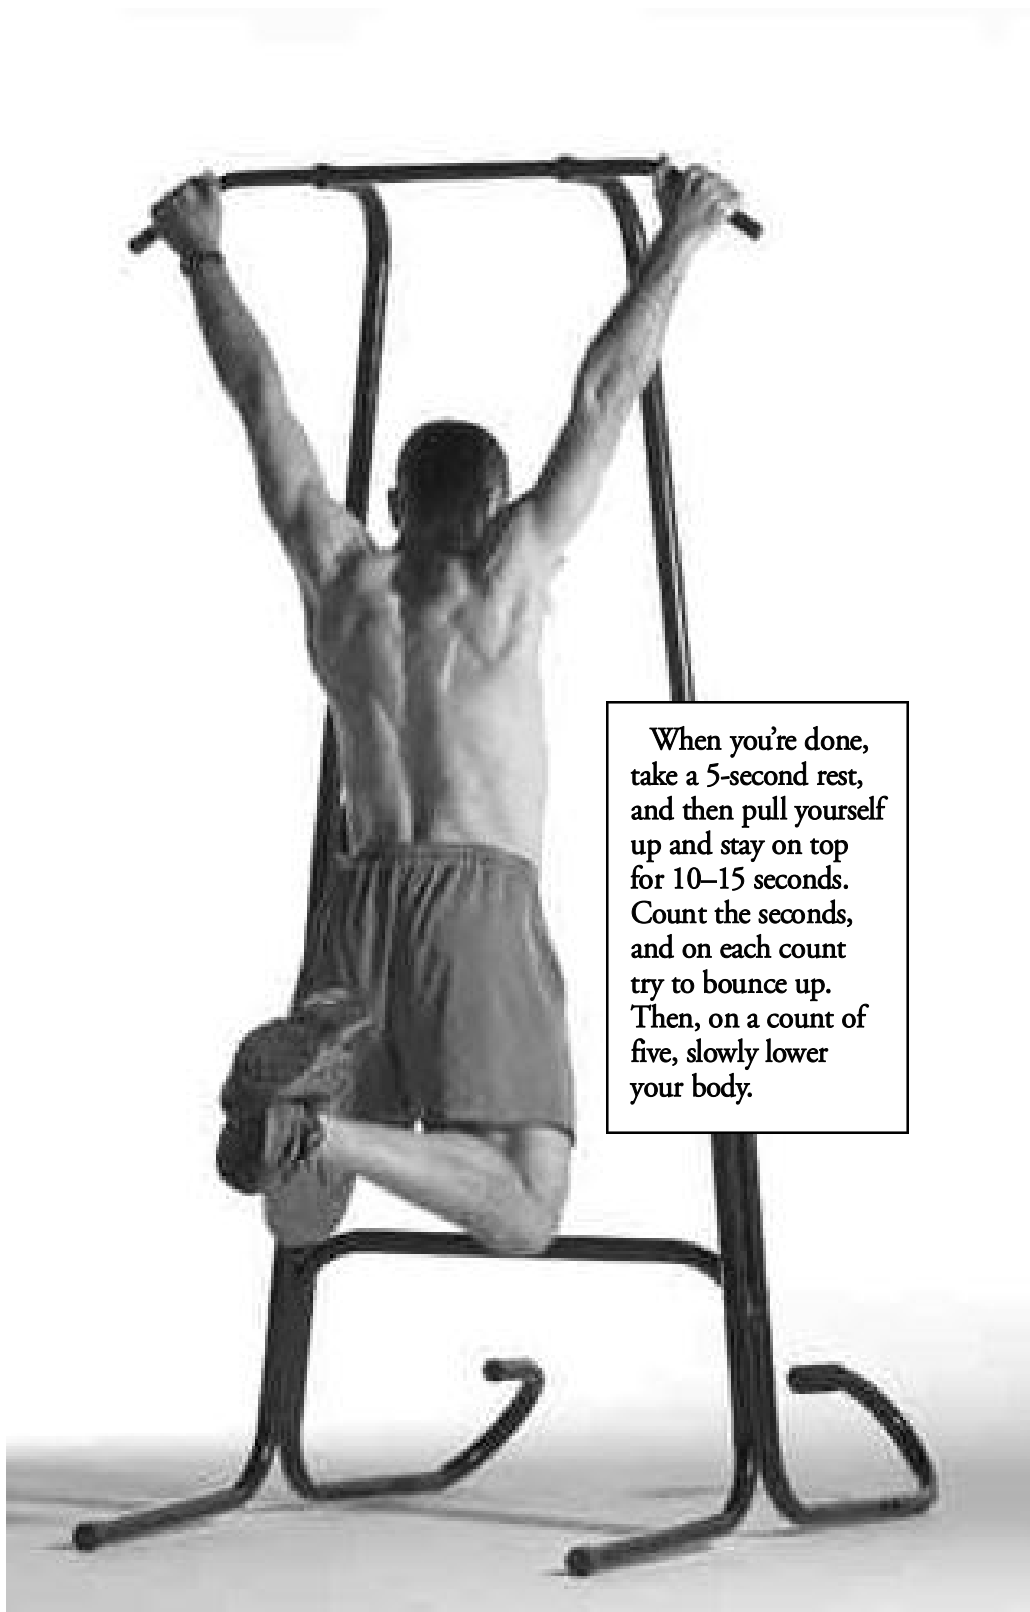 When you're done,
take a 5-second rest,
and then pull yourself
up and stay on top
for 10–15 seconds.
Count the seconds,
and on each count
try to bounce up.
Then, on a count of
five, slowly lower
your body.